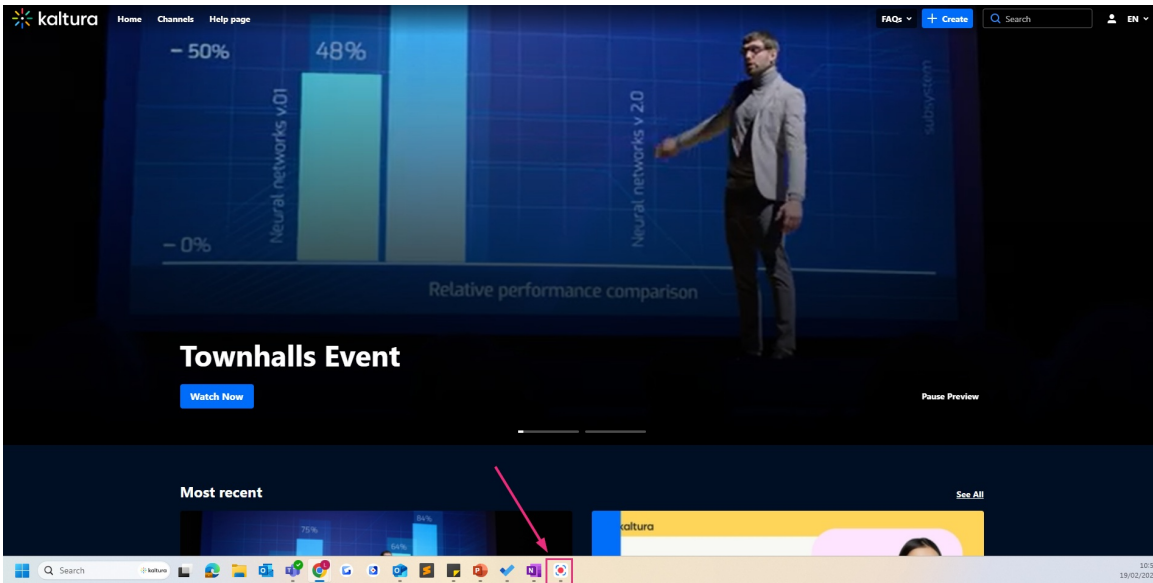 kaltura Home Channels Help page FAQs + Create Search EN
– 50% 48%
Neural networks v.01
Neural networks v 2.0
subsystem
– 0%
Relative performance comparison
Townhalls Event
Watch Now
Pause Preview
Most recent
See All
75%
64%
84%
kaltura
Search
kaltura
10:5
19/02/202